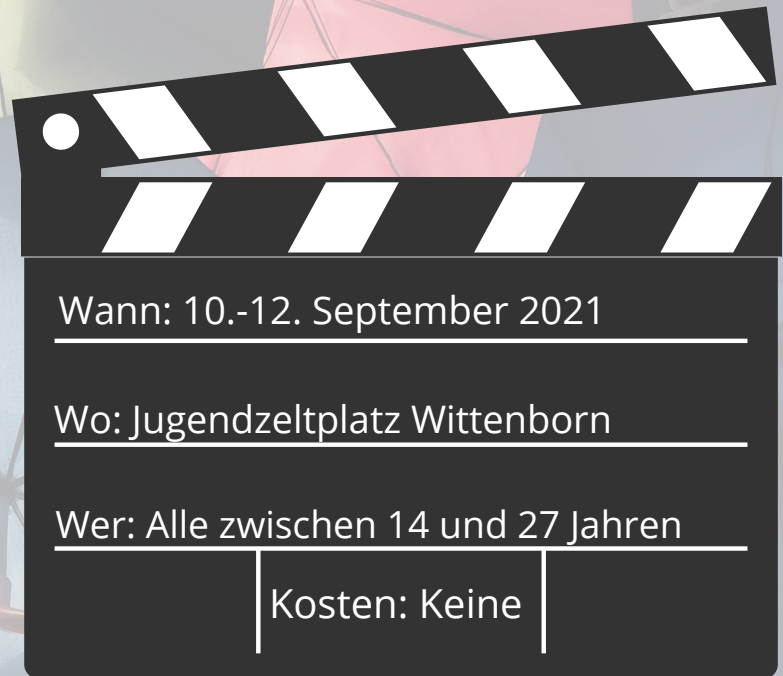 Wann: 10.-12. September 2021
Wo: Jugendzeltplatz Wittenborn
Wer: Alle zwischen 14 und 27 Jahren
Kosten: Keine